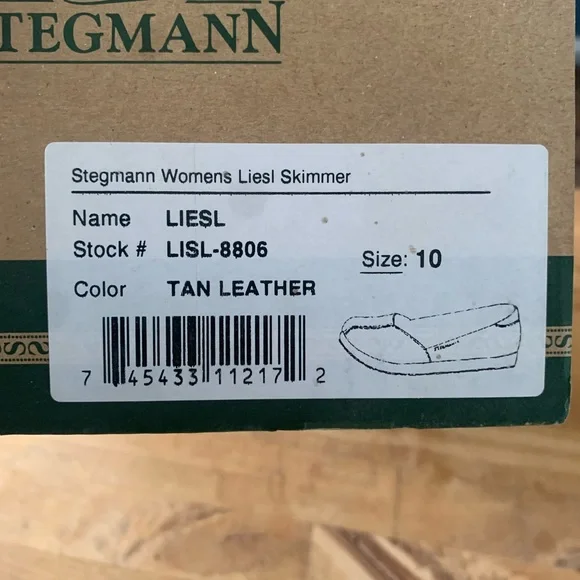 STEGMANN
Stegmann Womens Liesl Skimmer
Name LIESL
Stock # LISL-8806
Size: 10
Color TAN LEATHER
7 45433 11217 2